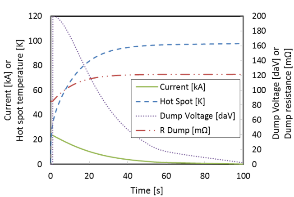 120
100
80
60
40
20
0
Current [kA] or
Hot spot temperature [K]
200
180
160
140
120
100
80
60
40
20
0
Dump Voltage [daV] or
Dump resistance [mΩ]
Current [kA]
Hot Spot [K]
Dump Voltage [daV]
R Dump [mΩ]
0
20
40
60
80
100
Time [s]